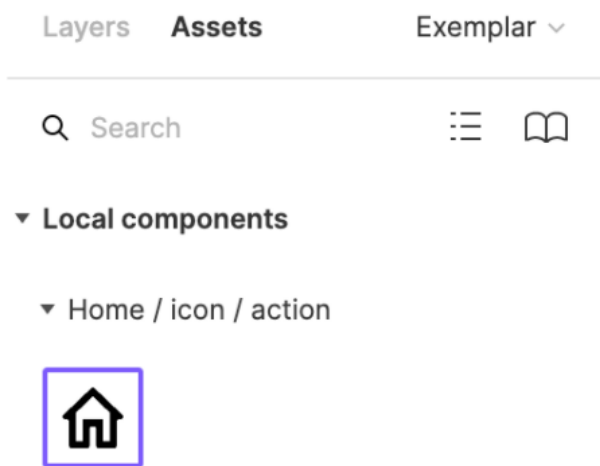 Layers Assets Exemplar
Search
Local components
Home / icon / action